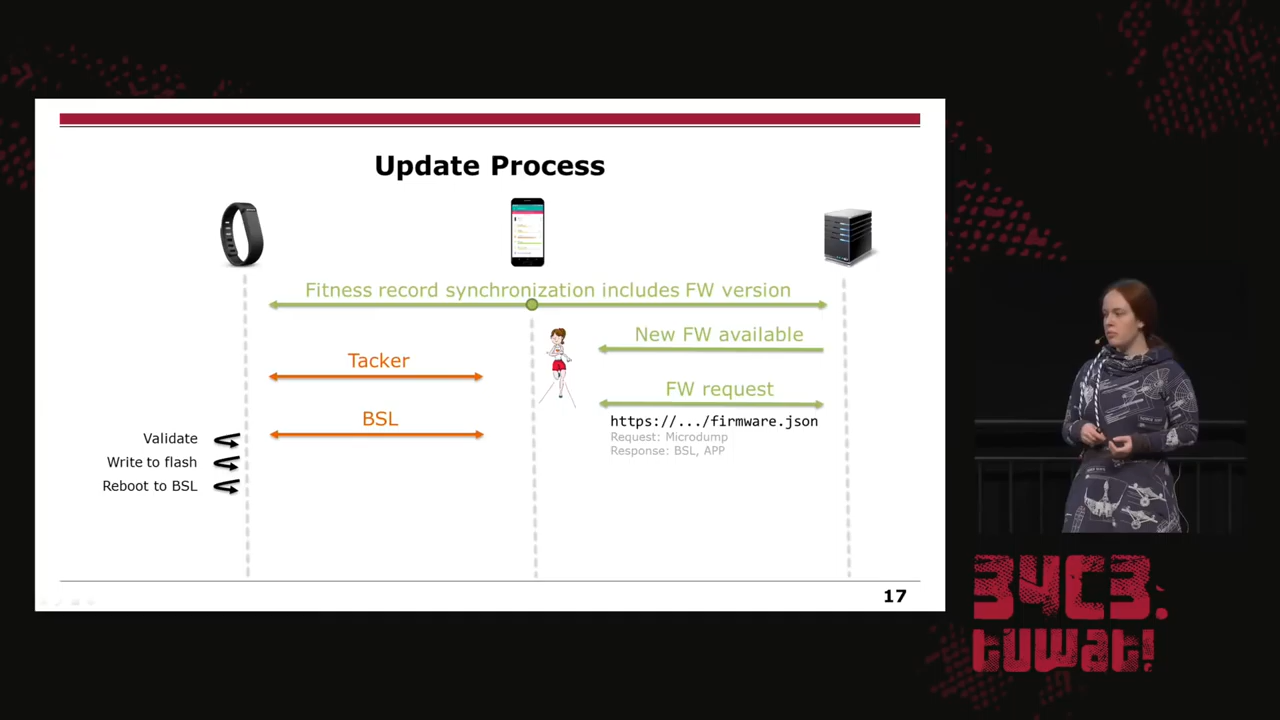 Update Process
Fitness record synchronization includes FW version
New FW available
Tacker
FW request
BSL
https://.../firmware.json
Request: Microdump
Response: BSL, APP
Validate
Write to flash
Reboot to BSL
17
34C3.
tuwat!